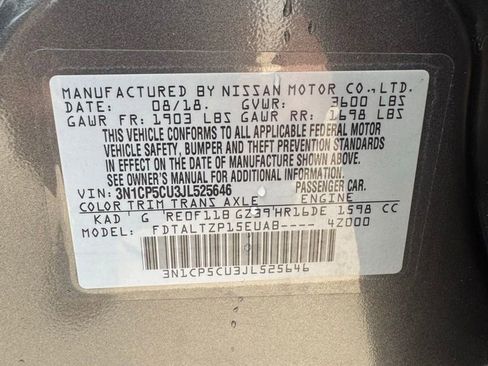 MANUFACTURED BY NISSAN MOTOR CO., LTD.
DATE: 08/18. GVWR: 3600 LBS
GAWR FR: 1903 LBS GAWR RR: 1698 LBS
THIS VEHICLE CONFORMS TO ALL APPLICABLE FEDERAL MOTOR
VEHICLE SAFETY, BUMPER AND THEFT PREVENTION STANDARDS
IN EFFECT ON THE DATE OF MANUFACTURE SHOWN ABOVE.
SEE OWNER'S MANUAL FOR ADDITIONAL INFORMATION.
VIN: 3N1CP5CU3JL525646 PASSENGER CAR.
COLOR TRIM TRANS AXLE ENGINE
KAD G RE0F11B GZ39 HR16DE 1598 CC
MODEL: FDTALTZP15EUAB---- 4Z000
3N1CP5CU3JL525646